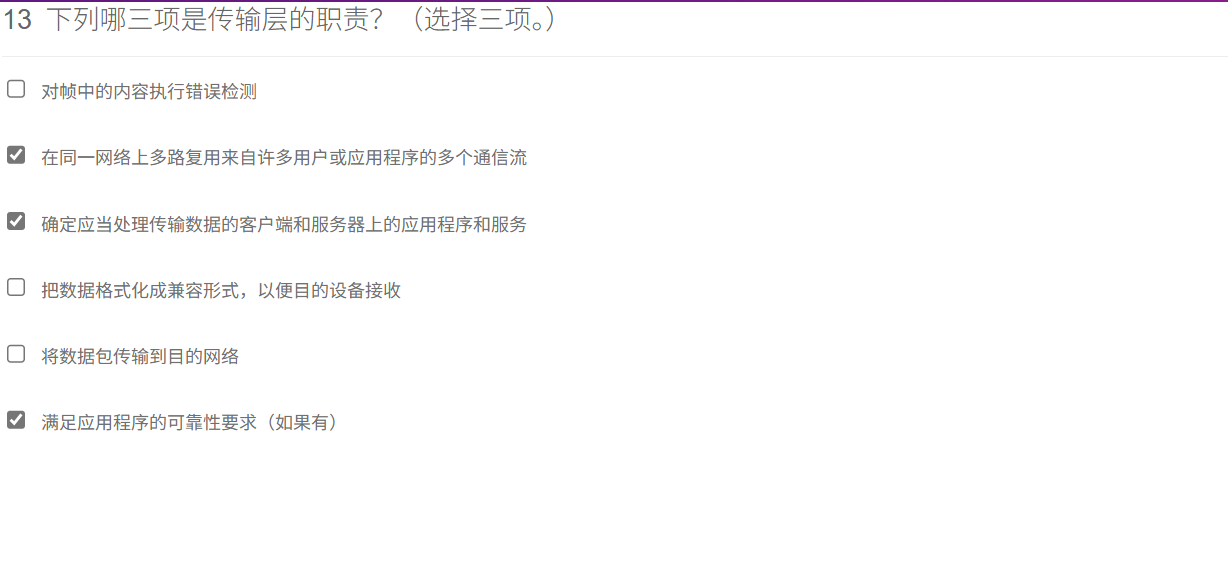 13 下列哪三项是传输层的职责？（选择三项。）
对帧中的内容执行错误检测
在同一网络上多路复用来自许多用户或应用程序的多个通信流
确定应当处理传输数据的客户端和服务器上的应用程序和服务
把数据格式化成兼容形式，以便目的设备接收
将数据包传输到目的网络
满足应用程序的可靠性要求（如果有）